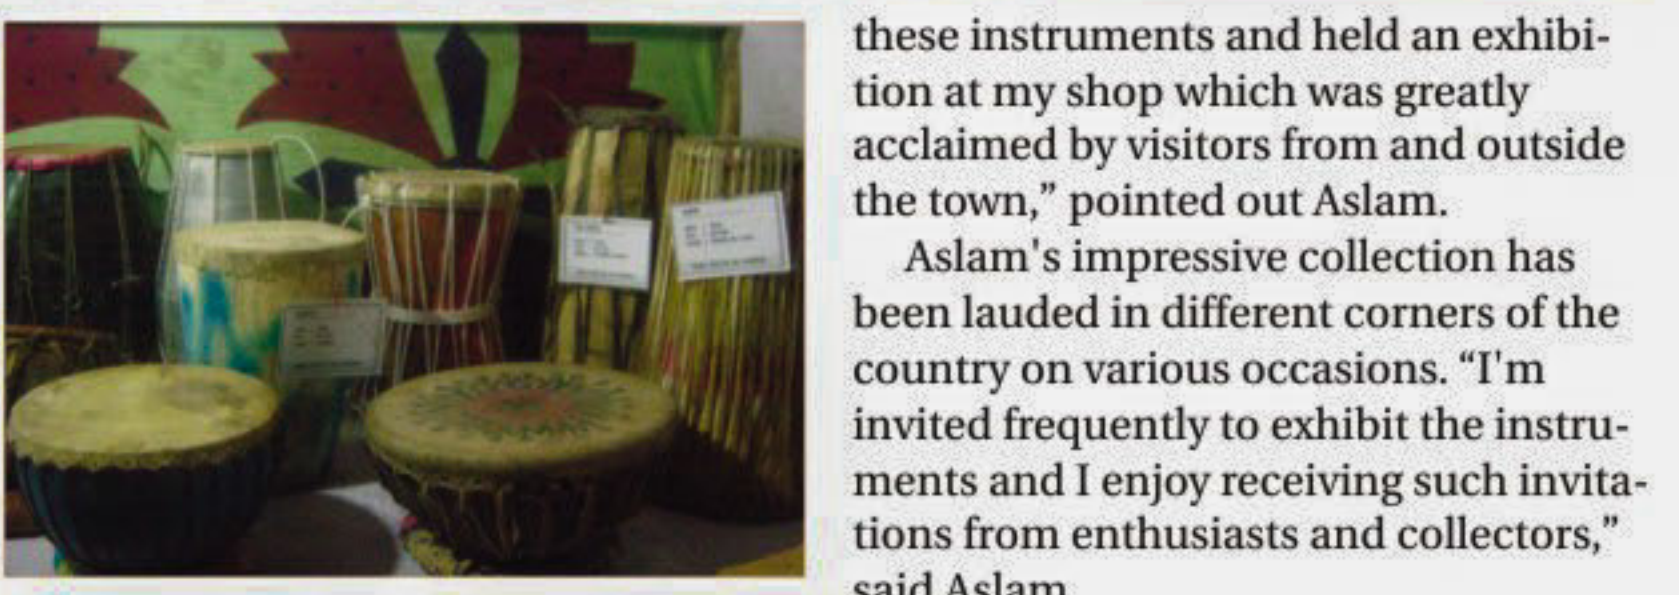 these instruments and held an exhibi-
tion at my shop which was greatly
acclaimed by visitors from and outside
the town,” pointed out Aslam.
Aslam's impressive collection has
been lauded in different corners of the
country on various occasions. “I'm
invited frequently to exhibit the instru-
ments and I enjoy receiving such invita-
tions from enthusiasts and collectors,”
said Aslam